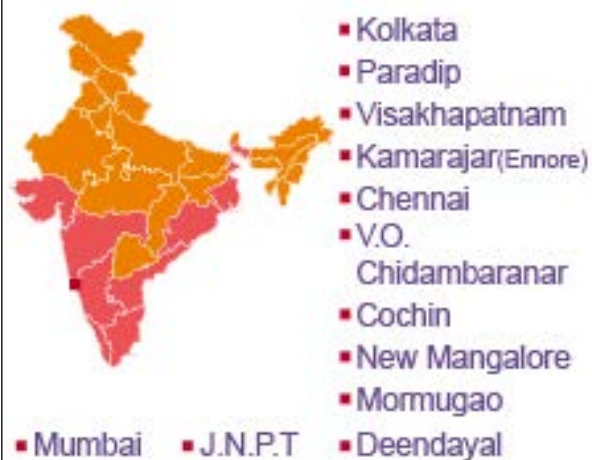 Kolkata
Paradip
Visakhapatnam
Kamarajar(Ennore)
Chennai
V.O.
Chidambaranar
Cochin
New Mangalore
Mormugao
Mumbai J.N.P.T Deendayal